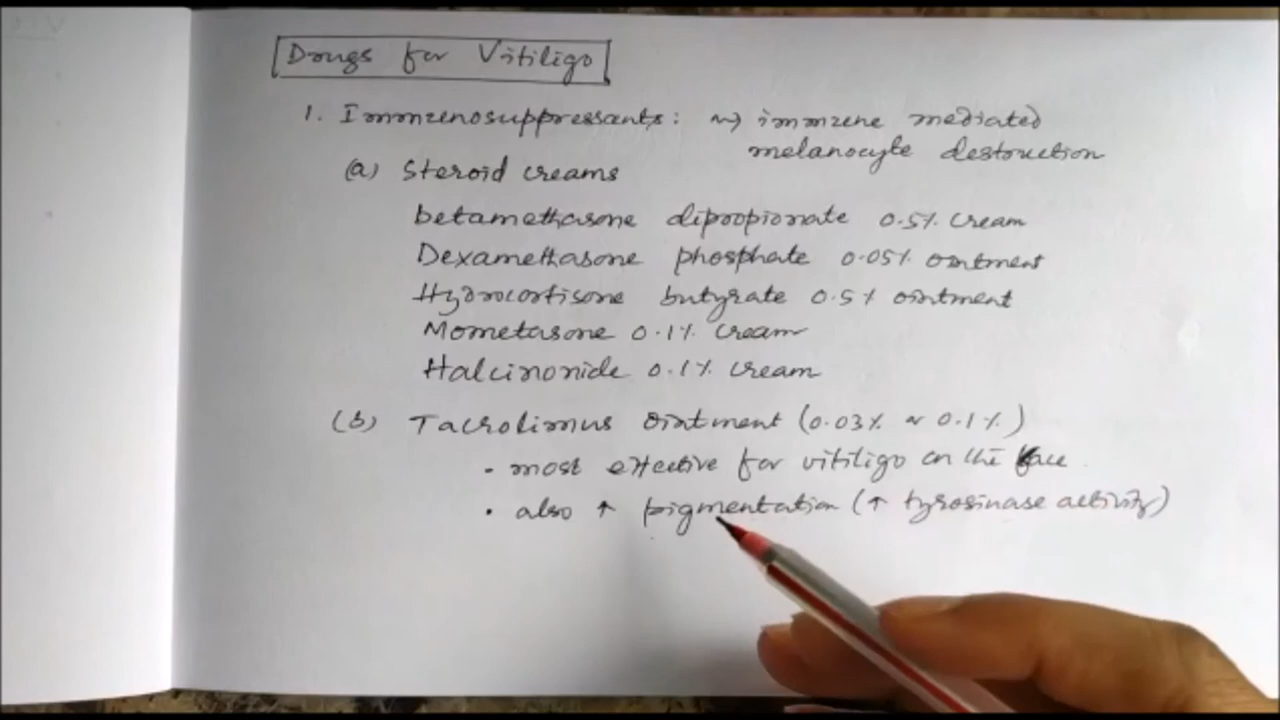 Drugs for Vitiligo
1. Immunosuppressants: ~> immune mediated
melanocyte destruction
(a) Steroid creams
betamethasone dipropionate 0.5% cream
Dexamethasone phosphate 0.05% ointment
Hydrocortisone butyrate 0.5% ointment
Mometasone 0.1% cream
Halcinonide 0.1% cream
(b) Tacrolimus ointment (0.03% or 0.1%)
• most effective for vitiligo on the face
• also ↑ pigmentation (↑ tyrosinase activity)